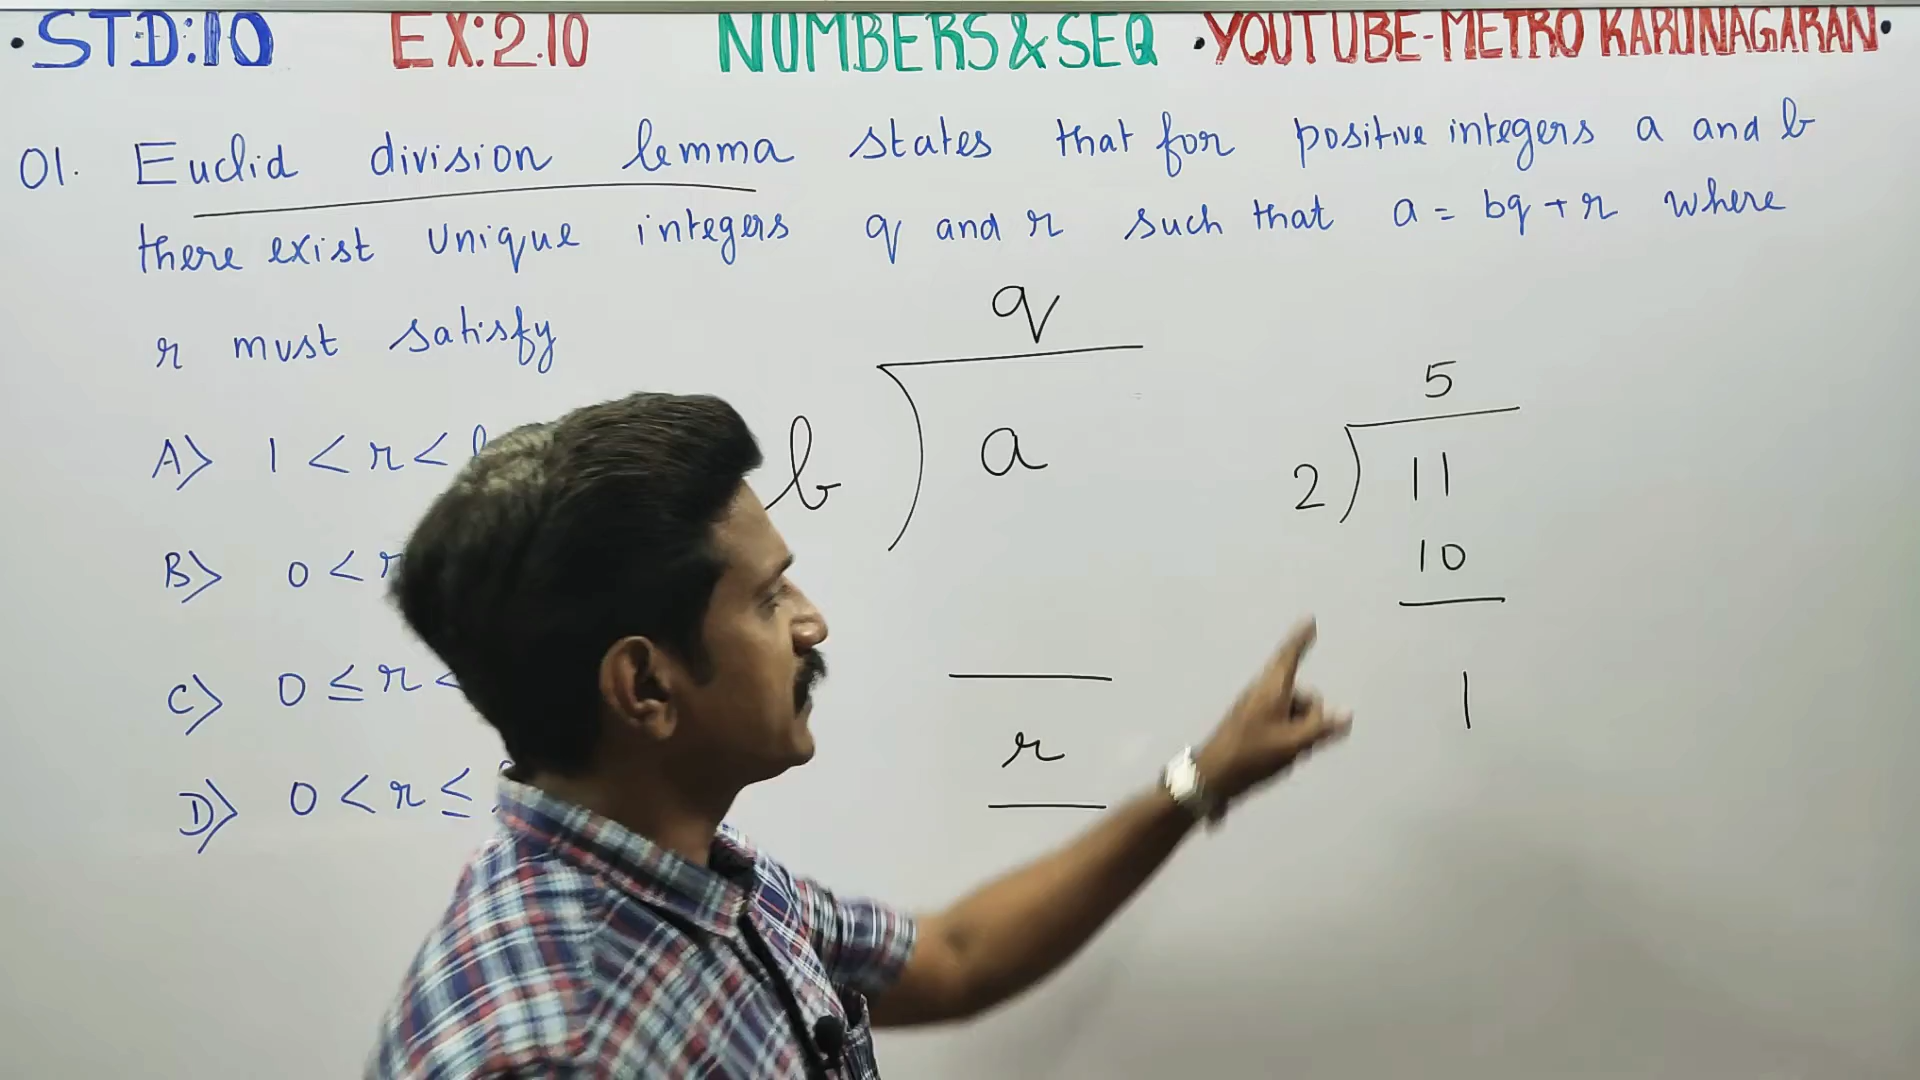 ·STD:10 EX:2.10 NUMBERS & SEQ ·YOUTUBE-METRO KARUNAGARAN·
01. Euclid division lemma states that for positive integers a and b
there exist unique integers q and r such that a = bq + r where
r must satisfy
A) 1 < r <
B) 0 < r
C) 0 ≤ r <
D) 0 < r ≤
q
b a
r
5
2 11
10
1